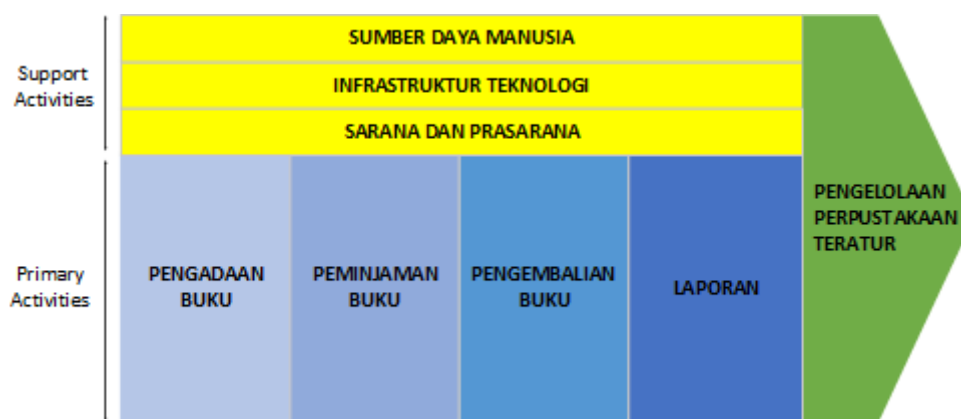 SUMBER DAYA MANUSIA
Support
Activities
INFRASTRUKTUR TEKNOLOGI
SARANA DAN PRASARANA
PENGELOLAAN
PERPUSTAKAAN
TERATUR
Primary
Activities
PENGADAAN
BUKU
PEMINJAMAN
BUKU
PENGEMBALIAN
BUKU
LAPORAN